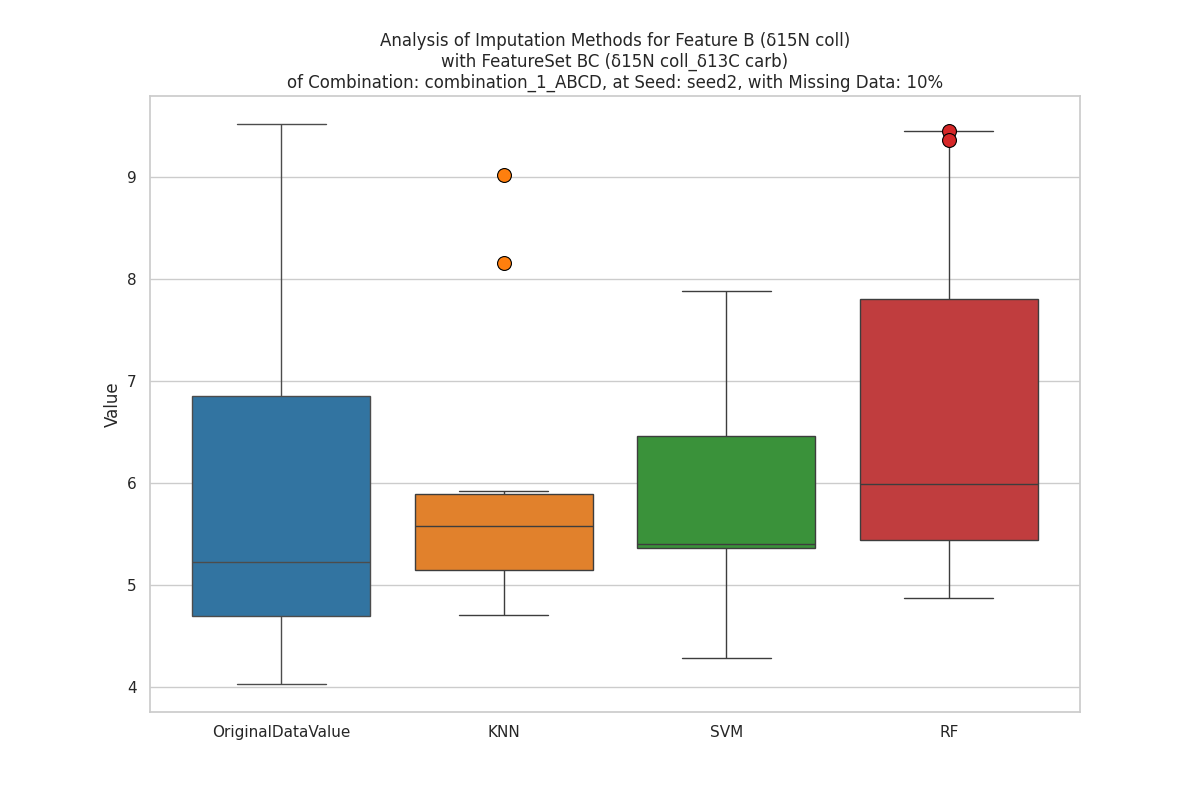 Analysis of Imputation Methods for Feature B (δ15N coll)
with FeatureSet BC (δ15N coll_δ13C carb)
of Combination: combination_1_ABCD, at Seed: seed2, with Missing Data: 10%
Value
9
8
7
6
5
4
OriginalDataValue
KNN
SVM
RF